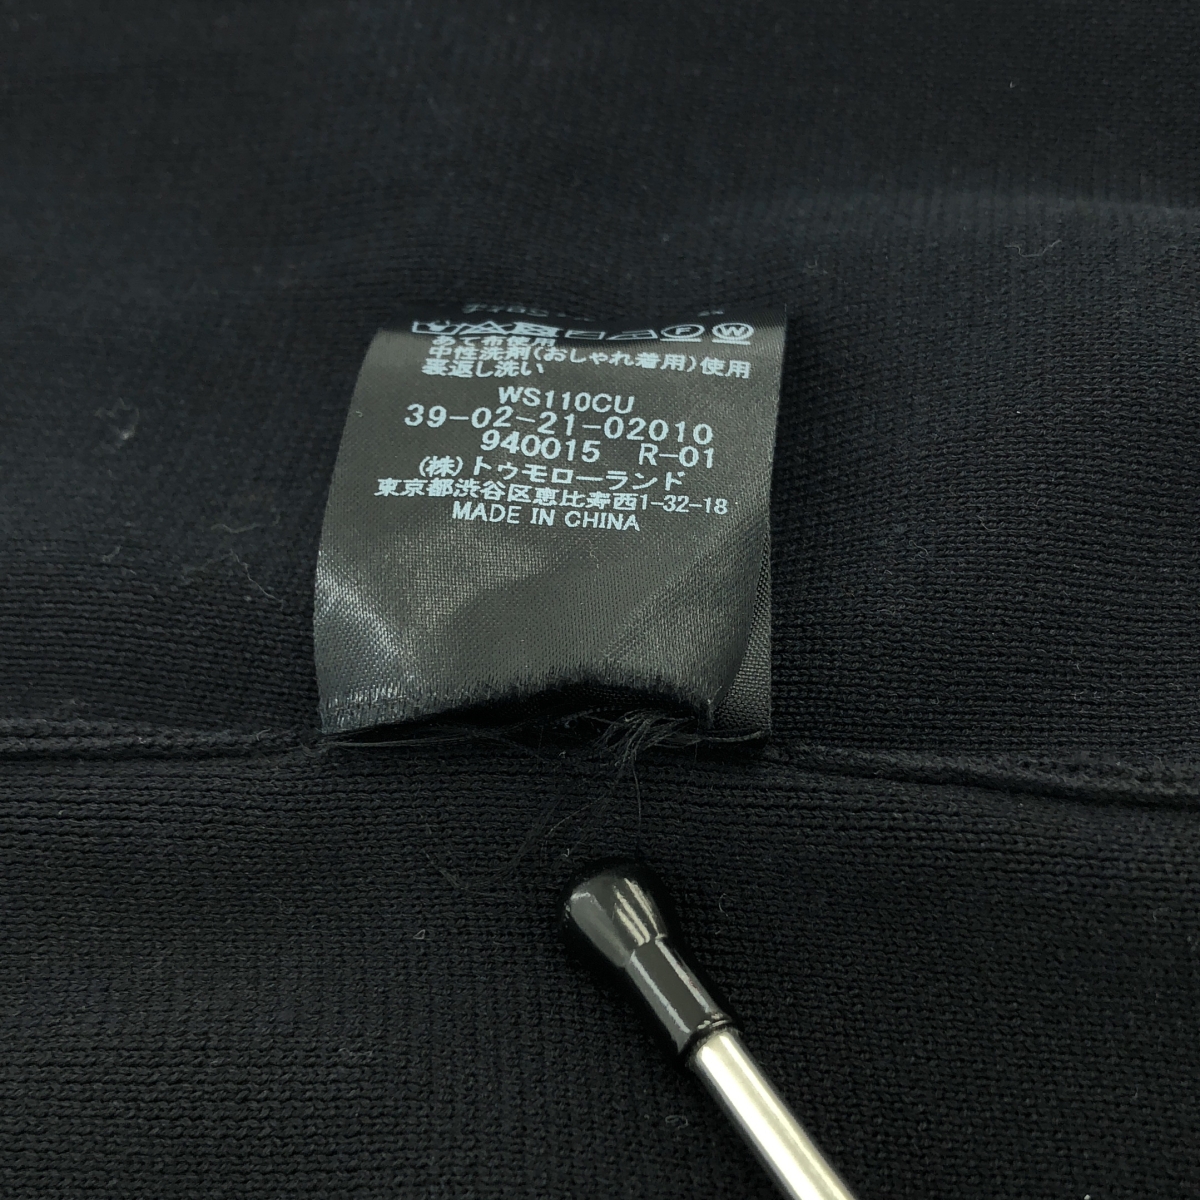 F W
あて布使用
中性洗剤(おしゃれ着用)使用
裏返し洗い
WS110CU
39-02-21-02010
940015 R-01
(株)トゥモローランド
東京都渋谷区恵比寿西1-32-18
MADE IN CHINA